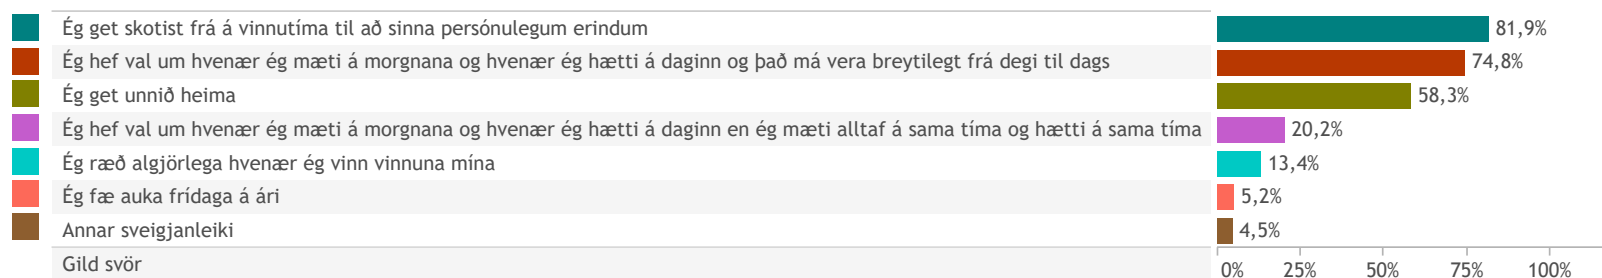 Ég get skotist frá á vinnutíma til að sinna persónulegum erindum 81,9%
Ég hef val um hvenær ég mæti á morgnana og hvenær ég hætti á daginn og það má vera breytilegt frá degi til dags 74,8%
Ég get unnið heima 58,3%
Ég hef val um hvenær ég mæti á morgnana og hvenær ég hætti á daginn en ég mæti alltaf á sama tíma og hætti á sama tíma 20,2%
Ég ræð algjörlega hvenær ég vinn vinnuna mína 13,4%
Ég fæ auka frídaga á ári 5,2%
Annar sveigjanleiki 4,5%
Gild svör 0% 25% 50% 75% 100%